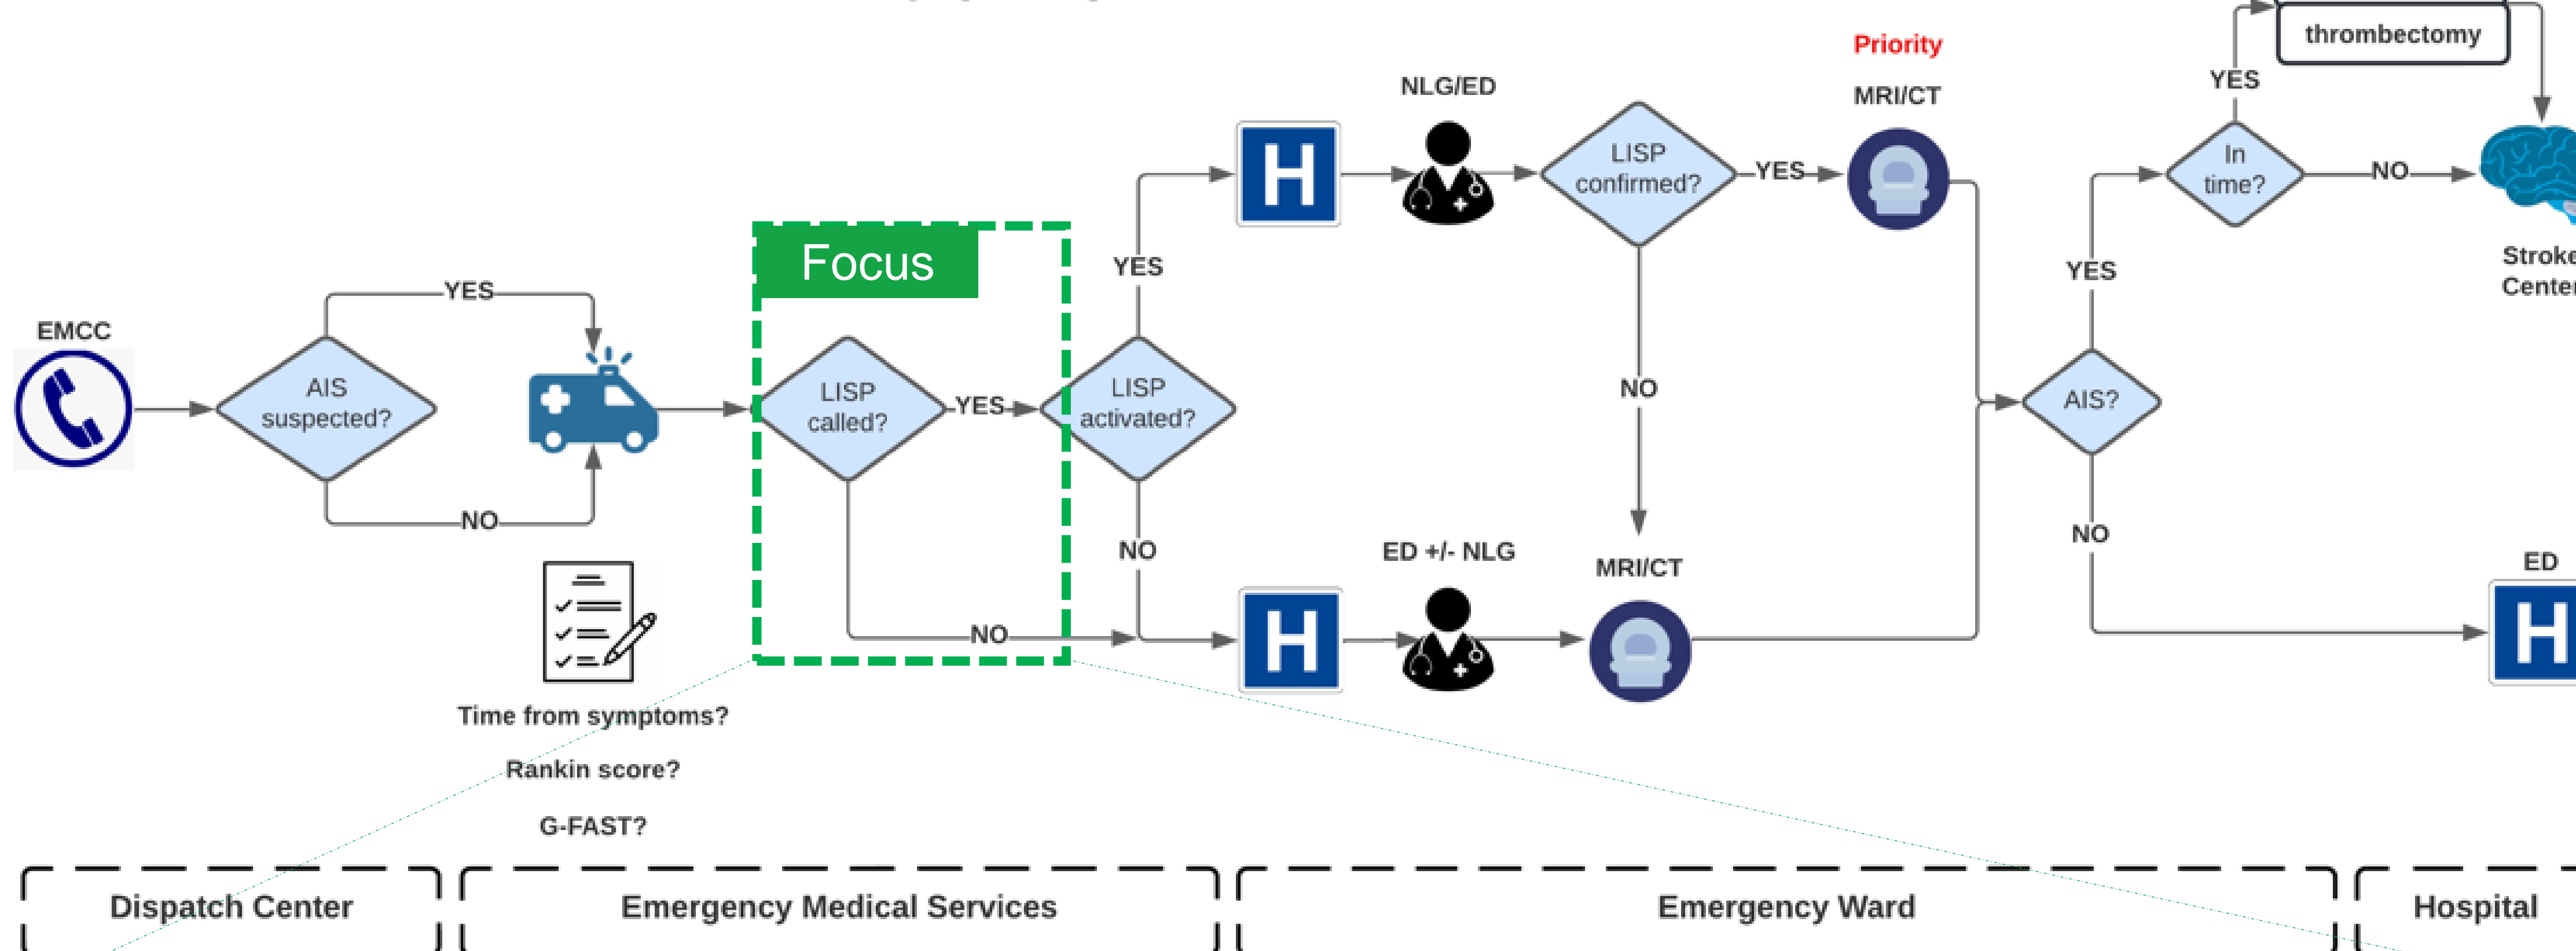 thrombectomy
Priority
YES
NLG/ED
MRI/CT
LISP
confirmed?
YES
In
time?
NO
H
Focus
YES
YES
Stroke
Center
YES
EMCC
AIS
suspected?
LISP
called?
YES
LISP
activated?
NO
AIS?
NO
NO
NO
ED +/- NLG
MRI/CT
ED
NO
H
H
Time from symptoms?
Rankin score?
G-FAST?
Dispatch Center
Emergency Medical Services
Emergency Ward
Hospital